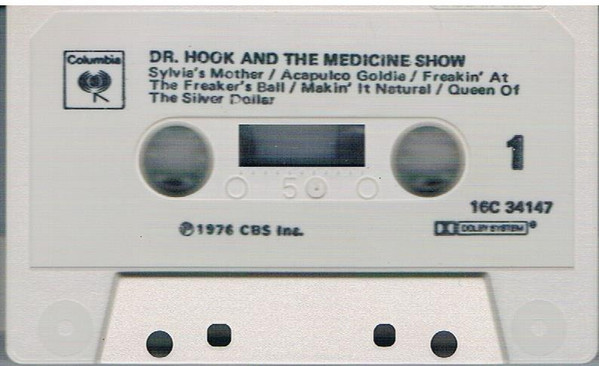 Columbia
DR. HOOK AND THE MEDICINE SHOW
Sylvia's Mother / Acapulco Goldie / Freakin' At
The Freaker's Ball / Makin' It Natural / Queen Of
The Silver Dollar
1
50
16C 34147
℗1976 CBS Inc.
DOLBY SYSTEM®